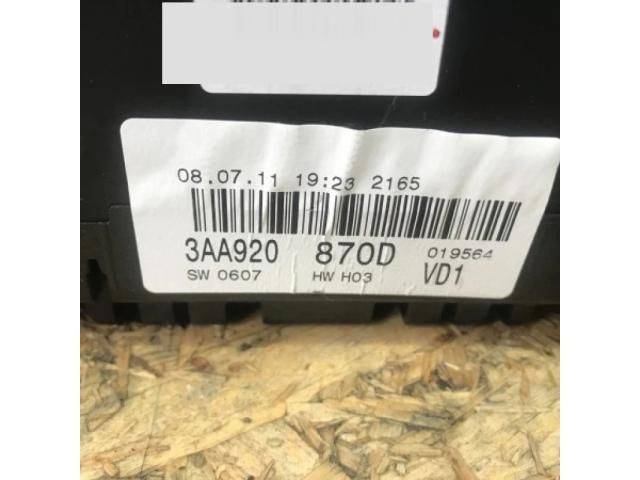 08.07.11 19:23 2165
3AA920 870D 019564
SW 0607 HW H03 VD1